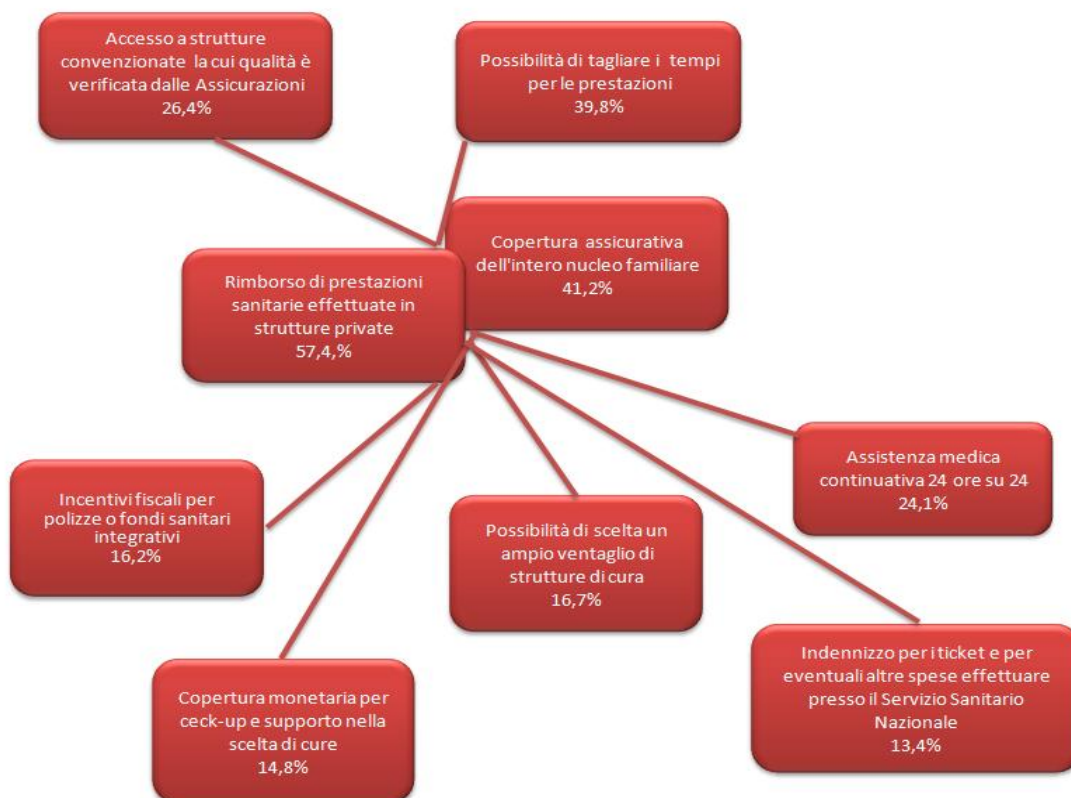 Accesso a strutture
convenzionate la cui qualità è
verificata dalle Assicurazioni
26,4%
Possibilità di tagliare i tempi
per le prestazioni
39,8%
Copertura assicurativa
dell'intero nucleo familiare
41,2%
Rimborso di prestazioni
sanitarie effettuate in
strutture private
57,4,%
Assistenza medica
continuativa 24 ore su 24
24,1%
Incentivi fiscali per
polizze o fondi sanitari
integrativi
16,2%
Possibilità di scelta un
ampio ventaglio di
strutture di cura
16,7%
Indennizzo per i ticket e per
eventuali altre spese effettuare
presso il Servizio Sanitario
Nazionale
13,4%
Copertura monetaria per
ceck-up e supporto nella
scelta di cure
14,8%